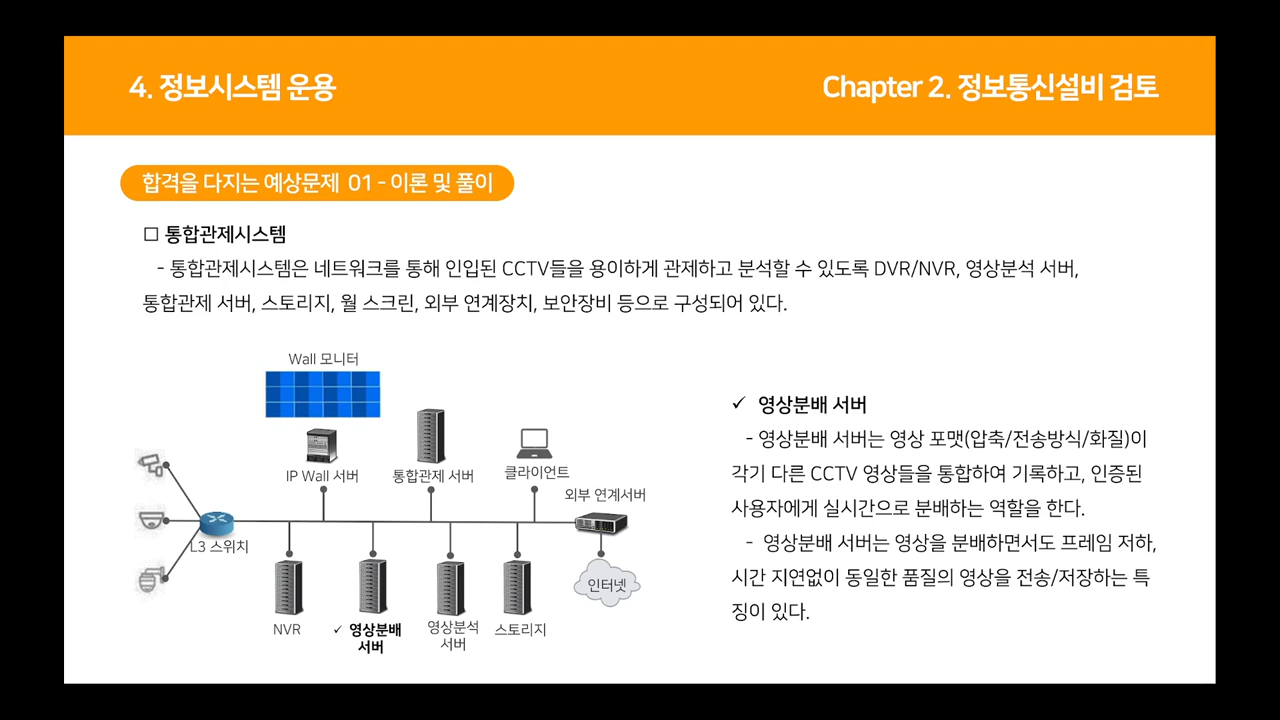 4. 정보시스템 운용
Chapter 2. 정보통신설비 검토
합격을 다지는 예상문제 01 - 이론 및 풀이
□ 통합관제시스템
- 통합관제시스템은 네트워크를 통해 인입된 CCTV들을 용이하게 관제하고 분석할 수 있도록 DVR/NVR, 영상분석 서버,
통합관제 서버, 스토리지, 월 스크린, 외부 연계장치, 보안장비 등으로 구성되어 있다.
Wall 모니터
IP Wall 서버
통합관제 서버
클라이언트
외부 연계서버
L3 스위치
인터넷
NVR
✓ 영상분배
서버
영상분석
서버
스토리지
✓ 영상분배 서버
- 영상분배 서버는 영상 포맷(압축/전송방식/화질)이
각기 다른 CCTV 영상들을 통합하여 기록하고, 인증된
사용자에게 실시간으로 분배하는 역할을 한다.
- 영상분배 서버는 영상을 분배하면서도 프레임 저하,
시간 지연없이 동일한 품질의 영상을 전송/저장하는 특
징이 있다.